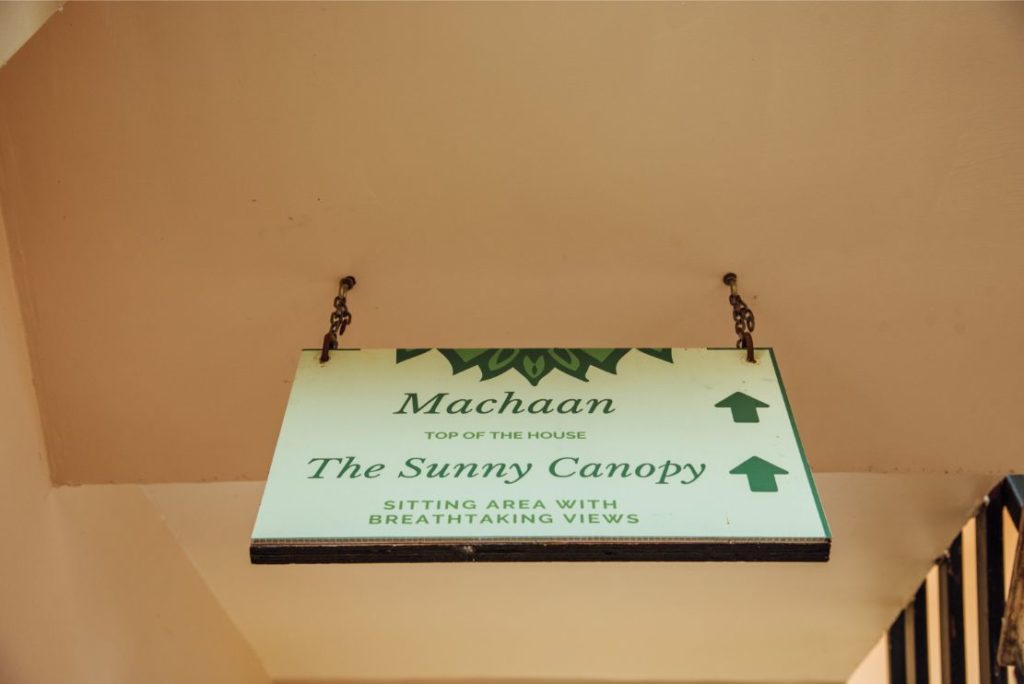 Machaan
TOP OF THE HOUSE
The Sunny Canopy
SITTING AREA WITH
BREATHTAKING VIEWS